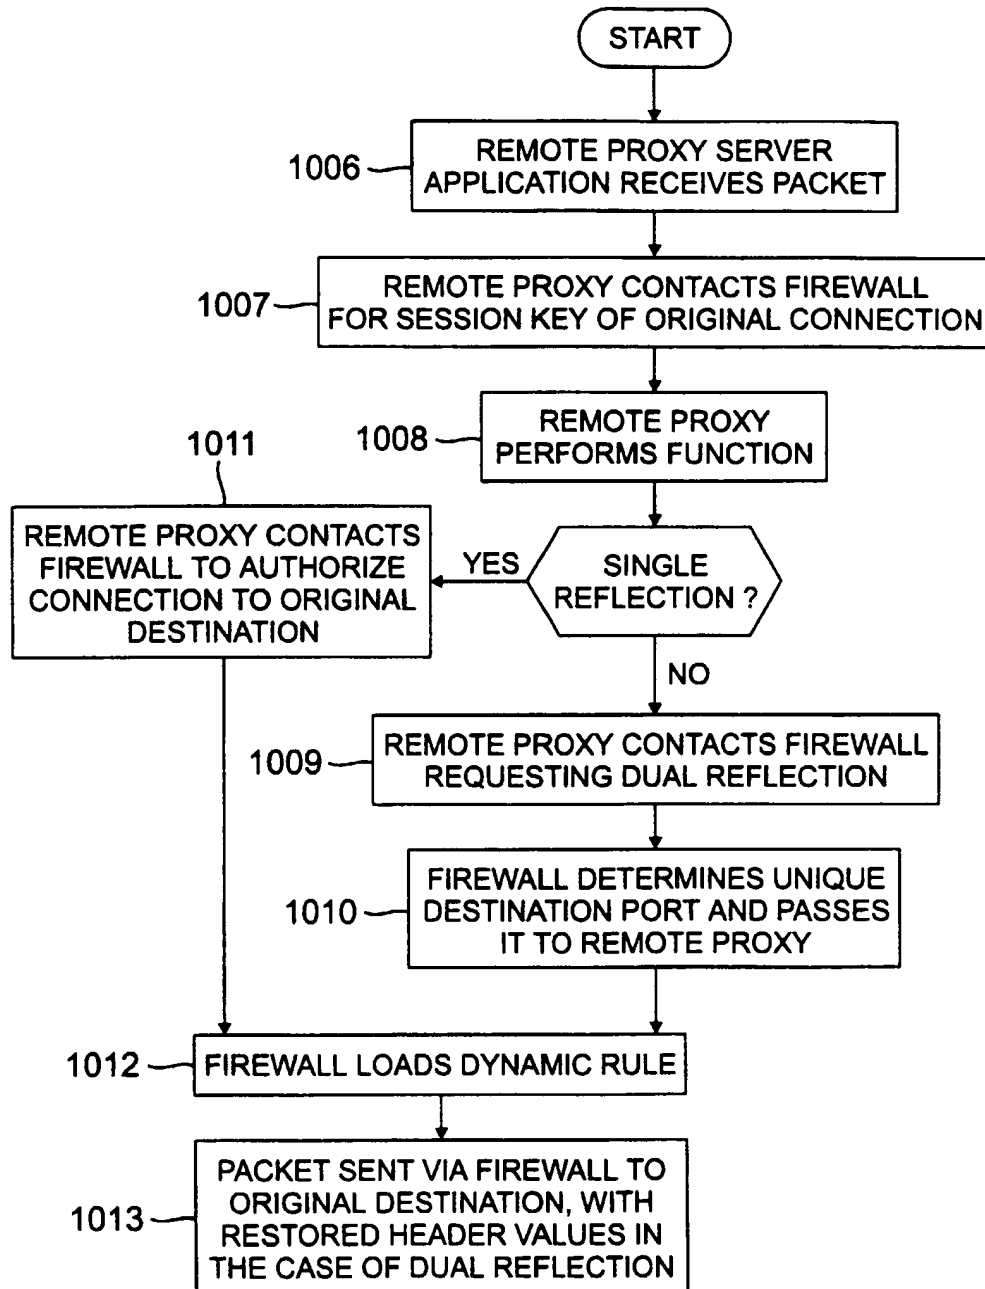 START
1006
REMOTE PROXY SERVER
APPLICATION RECEIVES PACKET
1007
REMOTE PROXY CONTACTS FIREWALL
FOR SESSION KEY OF ORIGINAL CONNECTION
1008
REMOTE PROXY
PERFORMS FUNCTION
1011
REMOTE PROXY CONTACTS
FIREWALL TO AUTHORIZE
CONNECTION TO ORIGINAL
DESTINATION
YES
SINGLE
REFLECTION ?
NO
1009
REMOTE PROXY CONTACTS FIREWALL
REQUESTING DUAL REFLECTION
1010
FIREWALL DETERMINES UNIQUE
DESTINATION PORT AND PASSES
IT TO REMOTE PROXY
1012
FIREWALL LOADS DYNAMIC RULE
1013
PACKET SENT VIA FIREWALL TO
ORIGINAL DESTINATION, WITH
RESTORED HEADER VALUES IN
THE CASE OF DUAL REFLECTION